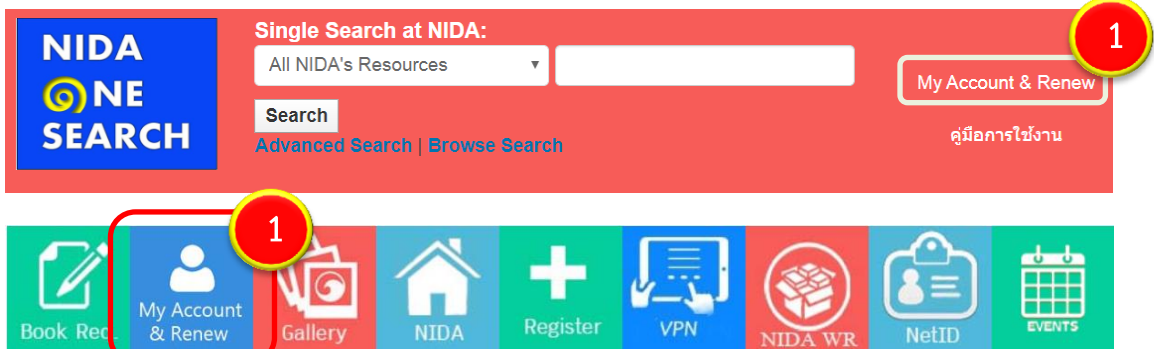 NIDA
ONE
SEARCH
Single Search at NIDA:
All NIDA's Resources
Search
Advanced Search | Browse Search
1
My Account & Renew
คู่มือการใช้งาน
Book Rec
My Account
& Renew
1
Gallery
NIDA
Register
VPN
NIDA WR
NetID
EVENTS